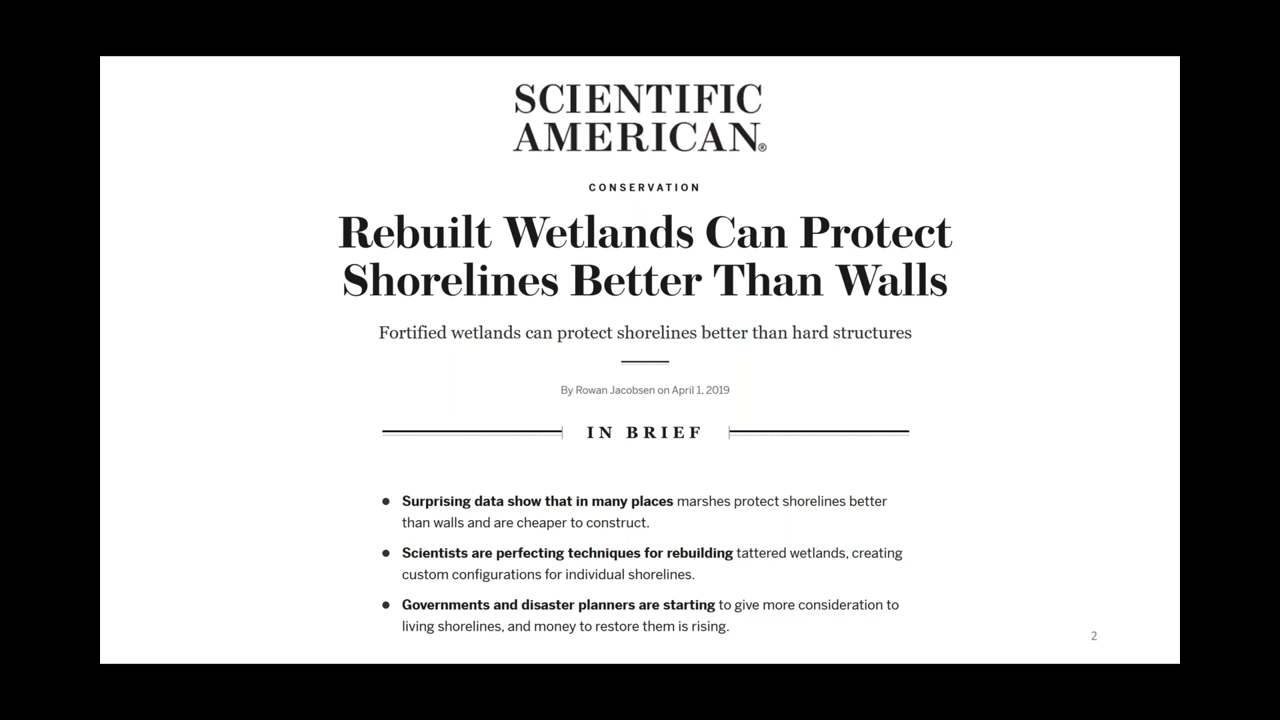 SCIENTIFIC
AMERICAN®
CONSERVATION
Rebuilt Wetlands Can Protect
Shorelines Better Than Walls
Fortified wetlands can protect shorelines better than hard structures
By Rowan Jacobsen on April 1, 2019
IN BRIEF
● Surprising data show that in many places marshes protect shorelines better
than walls and are cheaper to construct.
● Scientists are perfecting techniques for rebuilding tattered wetlands, creating
custom configurations for individual shorelines.
● Governments and disaster planners are starting to give more consideration to
living shorelines, and money to restore them is rising.
2